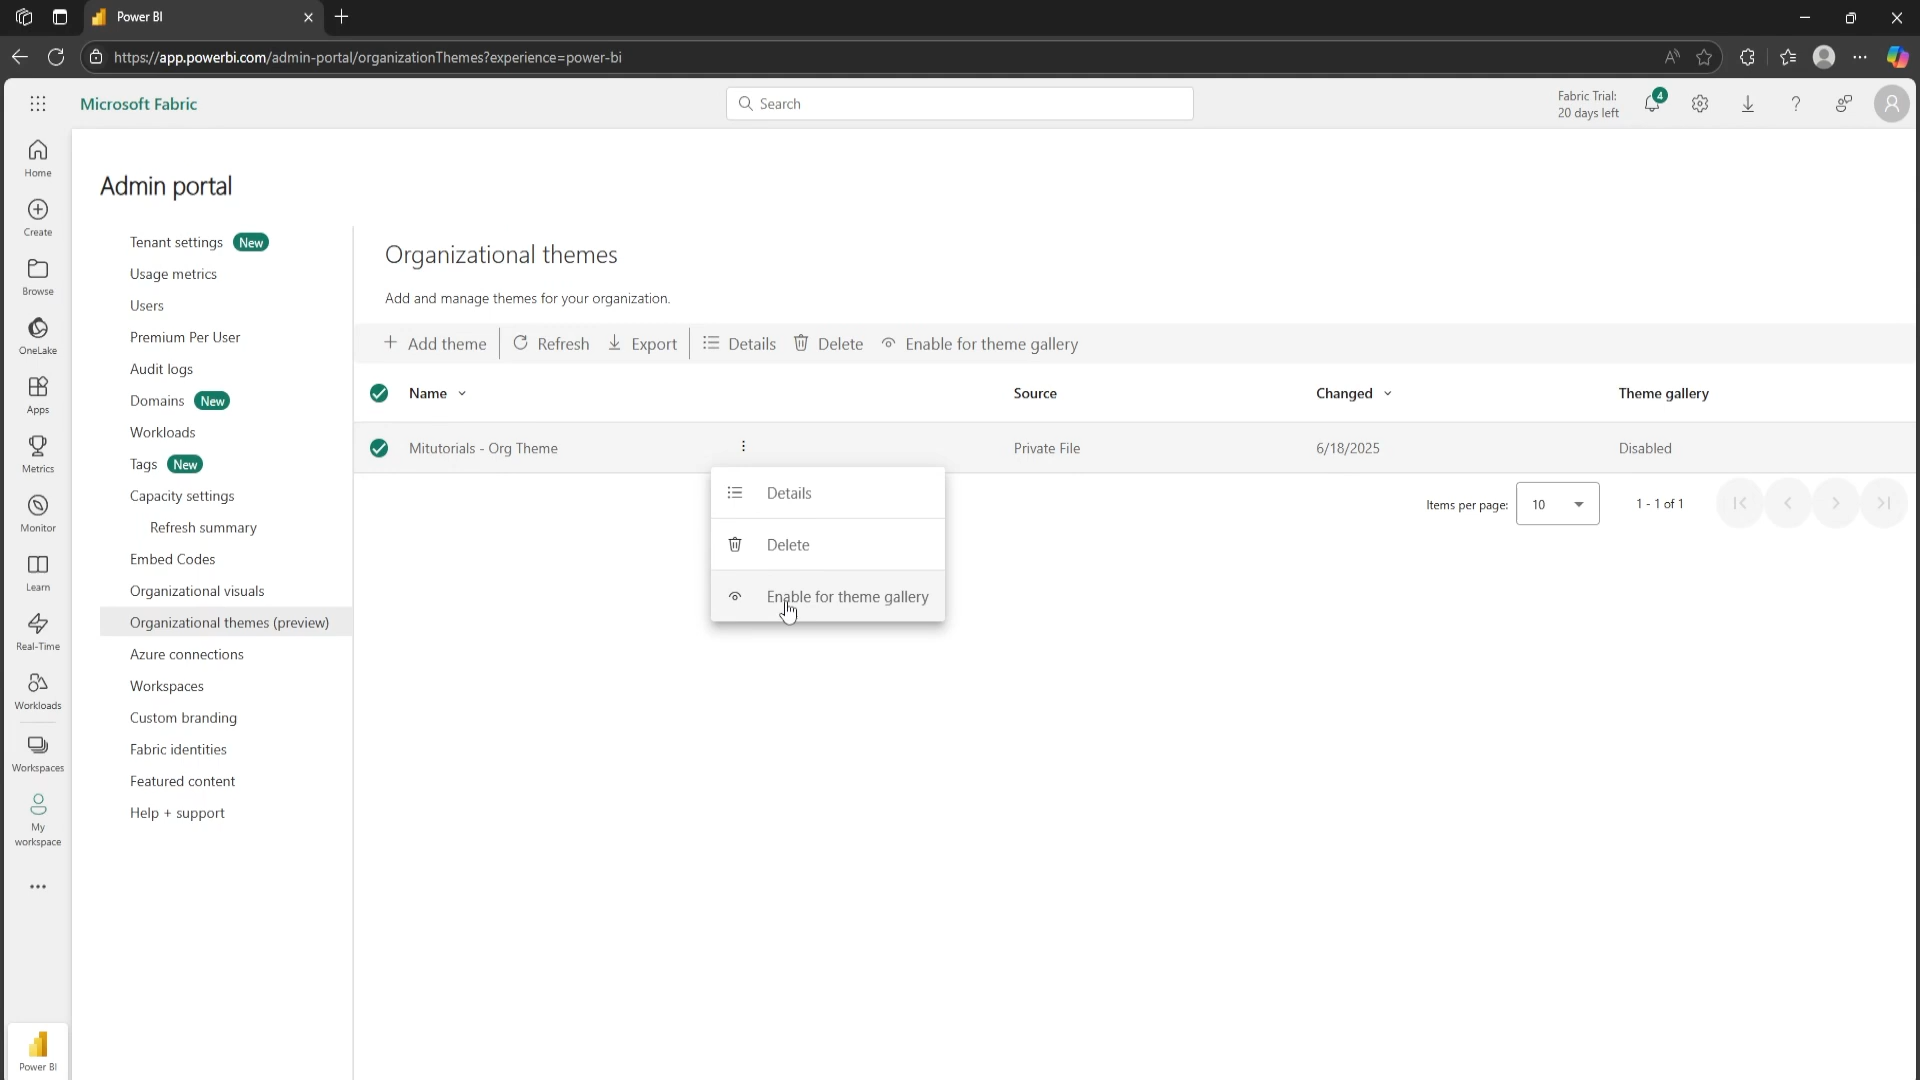 Power BI
https://app.powerbi.com/admin-portal/organizationThemes?experience=power-bi
Microsoft Fabric
Search
Fabric Trial:
20 days left
4
Home
Create
Browse
OneLake
Apps
Metrics
Monitor
Learn
Real-Time
Workloads
Workspaces
My
workspace
Power BI
Admin portal
Tenant settings New
Usage metrics
Users
Premium Per User
Audit logs
Domains New
Workloads
Tags New
Capacity settings
Refresh summary
Embed Codes
Organizational visuals
Organizational themes (preview)
Azure connections
Workspaces
Custom branding
Fabric identities
Featured content
Help + support
Organizational themes
Add and manage themes for your organization.
+ Add theme Refresh Export Details Delete Enable for theme gallery
Name Source Changed Theme gallery
Mitutorials - Org Theme Private File 6/18/2025 Disabled
Details
Delete
Enable for theme gallery
Items per page: 10 1 - 1 of 1